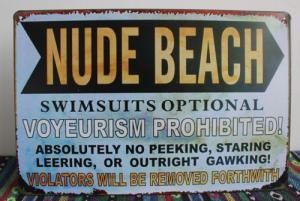 NUDE BEACH
SWIMSUITS OPTIONAL
VOYEURISM PROHIBITED!
ABSOLUTELY NO PEEKING, STARING
LEERING, OR OUTRIGHT GAWKING!
VIOLATORS WILL BE REMOVED FORTHWITH